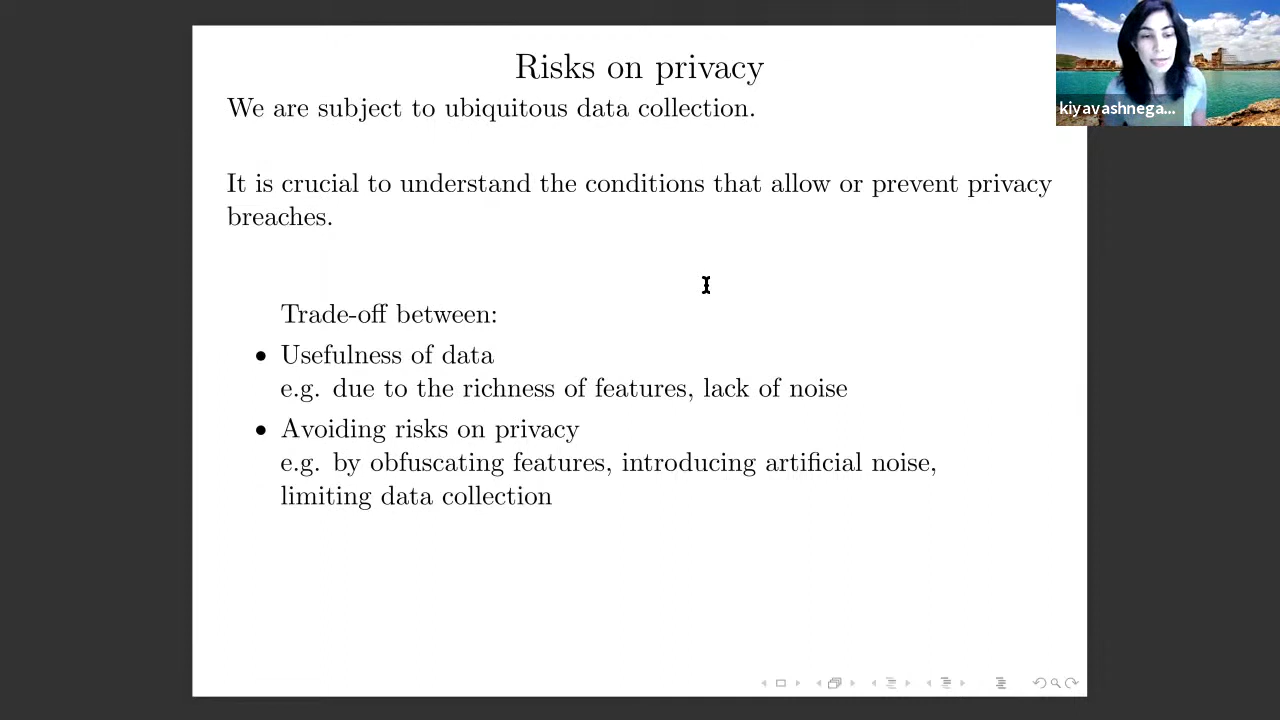 Risks on privacy
We are subject to ubiquitous data collection.
It is crucial to understand the conditions that allow or prevent privacy
breaches.
Trade-off between:
• Usefulness of data
e.g. due to the richness of features, lack of noise
• Avoiding risks on privacy
e.g. by obfuscating features, introducing artificial noise,
limiting data collection
kiyavashnega...